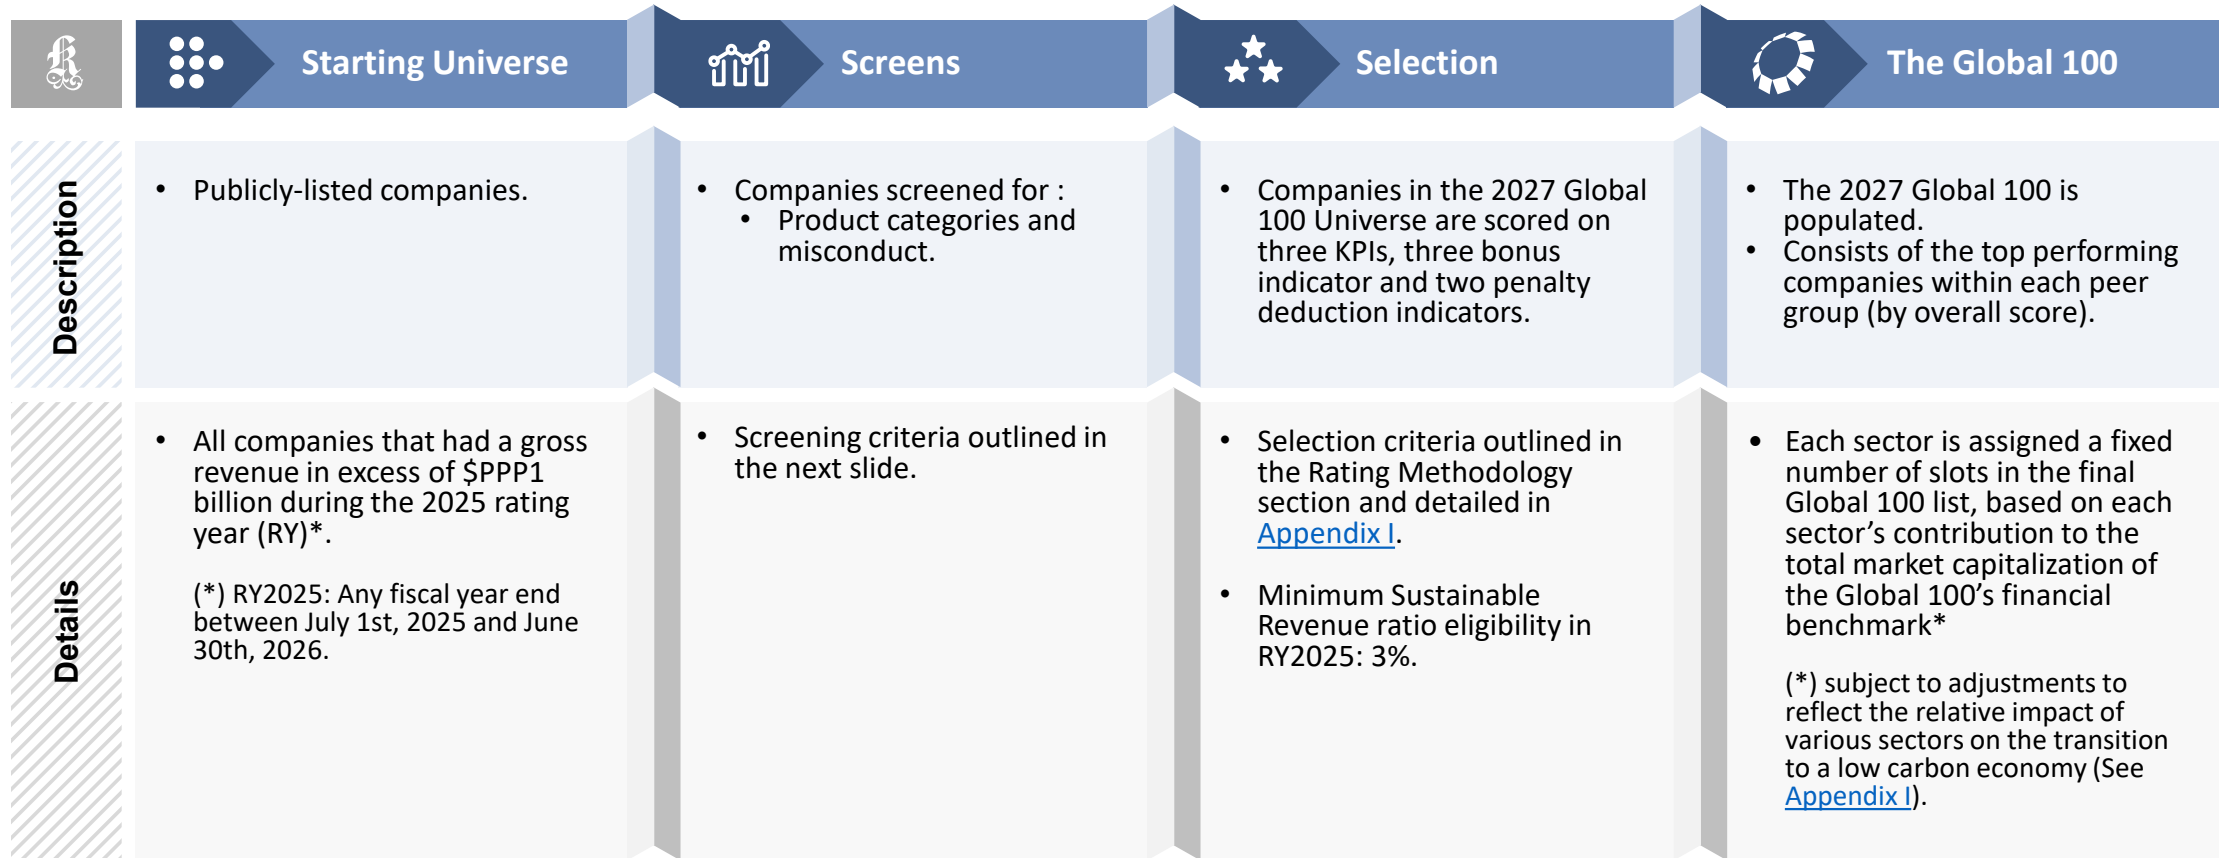 Starting Universe
Screens
Selection
The Global 100
Description
• Publicly-listed companies.
• Companies screened for :
• Product categories and
misconduct.
• Companies in the 2027 Global
100 Universe are scored on
three KPIs, three bonus
indicator and two penalty
deduction indicators.
• The 2027 Global 100 is
populated.
• Consists of the top performing
companies within each peer
group (by overall score).
Details
• All companies that had a gross
revenue in excess of $PPP1
billion during the 2025 rating
year (RY)*.
(*) RY2025: Any fiscal year end
between July 1st, 2025 and June
30th, 2026.
• Screening criteria outlined in
the next slide.
• Selection criteria outlined in
the Rating Methodology
section and detailed in
Appendix I.
• Minimum Sustainable
Revenue ratio eligibility in
RY2025: 3%.
• Each sector is assigned a fixed
number of slots in the final
Global 100 list, based on each
sector’s contribution to the
total market capitalization of
the Global 100’s financial
benchmark*
(*) subject to adjustments to
reflect the relative impact of
various sectors on the transition
to a low carbon economy (See
Appendix I).